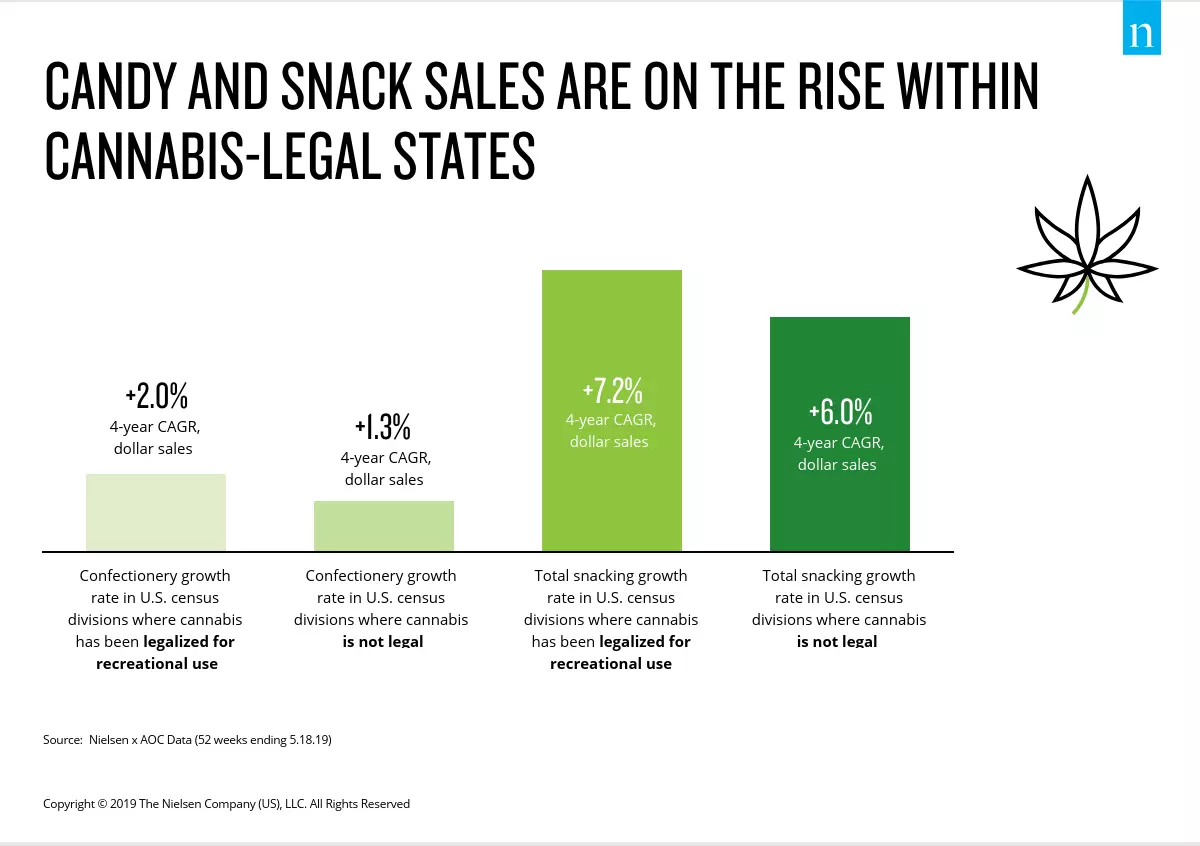 n
CANDY AND SNACK SALES ARE ON THE RISE WITHIN
CANNABIS-LEGAL STATES
+2.0%
4-year CAGR,
dollar sales
+1.3%
4-year CAGR,
dollar sales
+7.2%
4-year CAGR,
dollar sales
+6.0%
4-year CAGR,
dollar sales
Confectionery growth
rate in U.S. census
divisions where cannabis
has been legalized for
recreational use
Confectionery growth
rate in U.S. census
divisions where cannabis
is not legal
Total snacking growth
rate in U.S. census
divisions where cannabis
has been legalized for
recreational use
Total snacking growth
rate in U.S. census
divisions where cannabis
is not legal
Source: Nielsen x AOC Data (52 weeks ending 5.18.19)
Copyright © 2019 The Nielsen Company (US), LLC. All Rights Reserved